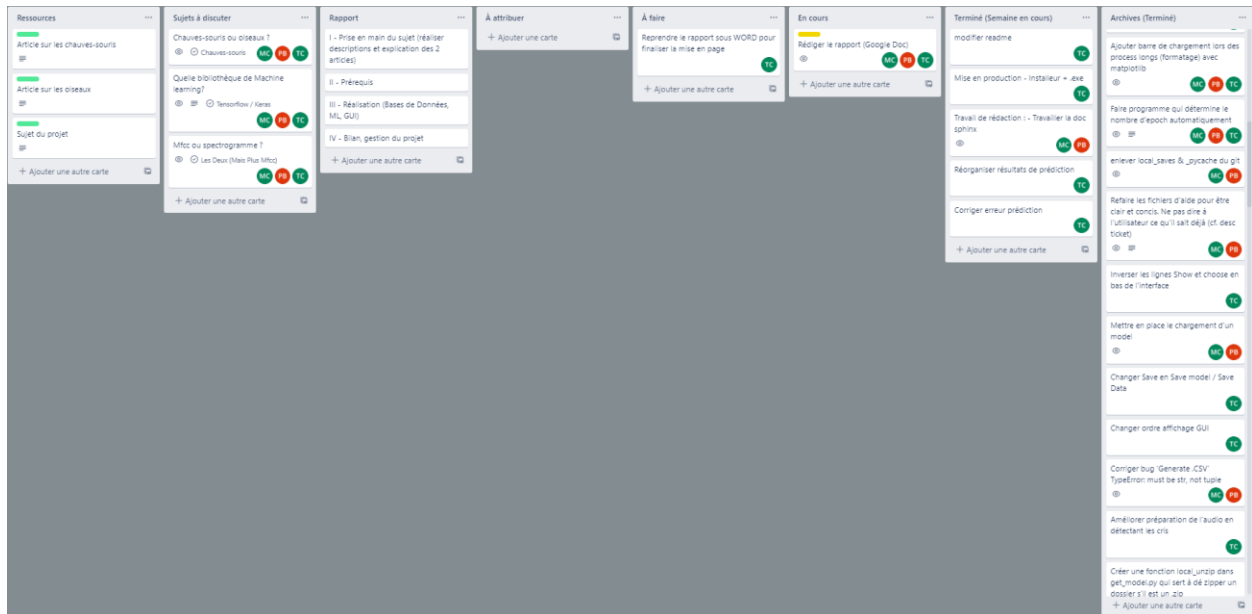 Ressources
Article sur les chauves-souris
Article sur les oiseaux
Sujet du projet
+ Ajouter une autre carte
Sujets à discuter
Chauves-souris ou oiseaux ?
Chauves-souris
MC PB TC
Quelle bibliothèque de Machine
learning?
Tensorflow / Keras
MC PB TC
Mfcc ou spectrogramme ?
Les Deux (Mais Plus Mfcc)
MC PB TC
+ Ajouter une autre carte
Rapport
I - Prise en main du sujet (réaliser
descriptions et explication des 2
articles)
II - Prérequis
III - Réalisation (Bases de Données,
ML, GUI)
IV - Bilan, gestion du projet
+ Ajouter une autre carte
À attribuer
+ Ajouter une carte
À faire
Reprendre le rapport sous WORD pour
finaliser la mise en page
TC
+ Ajouter une autre carte
En cours
Rédiger le rapport (Google Doc)
MC PB TC
+ Ajouter une autre carte
Terminé (Semaine en cours)
modifier readme
TC
Mise en production - Installeur + .exe
TC
Travail de rédaction : - Travailler la doc
sphinx
MC PB
Réorganiser résultats de prédiction
TC
Corriger erreur prédiction
TC
+ Ajouter une autre carte
Archives (Terminé)
Ajouter barre de chargement lors des
process longs (formatage) avec
matplotlib
MC PB TC
Faire programme qui détermine le
nombre d'epoch automatiquement
MC PB TC
enlever local_saves & _pycache du git
MC PB
Refaire les fichiers d'aide pour être
clair et concis. Ne pas dire à
l'utilisateur ce qu'il sait déjà (cf. desc
ticket)
MC PB
Inverser les lignes Show et choose en
bas de l'interface
TC
Mettre en place le chargement d'un
model
MC PB
Changer Save en Save model / Save
Data
TC
Changer ordre affichage GUI
TC
Corriger bug 'Generate .CSV'
TypeError: must be str, not tuple
MC PB
Améliorer préparation de l'audio en
détectant les cris
TC
Créer une fonction local_unzip dans
get_model.py qui sert à dé zipper un
dossier s'il est un .zip
+ Ajouter une autre carte